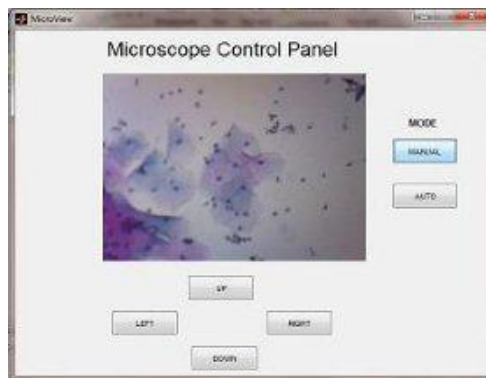 MicroView
Microscope Control Panel
MODE
MANUAL
AUTO
UP
LEFT
RIGHT
DOWN